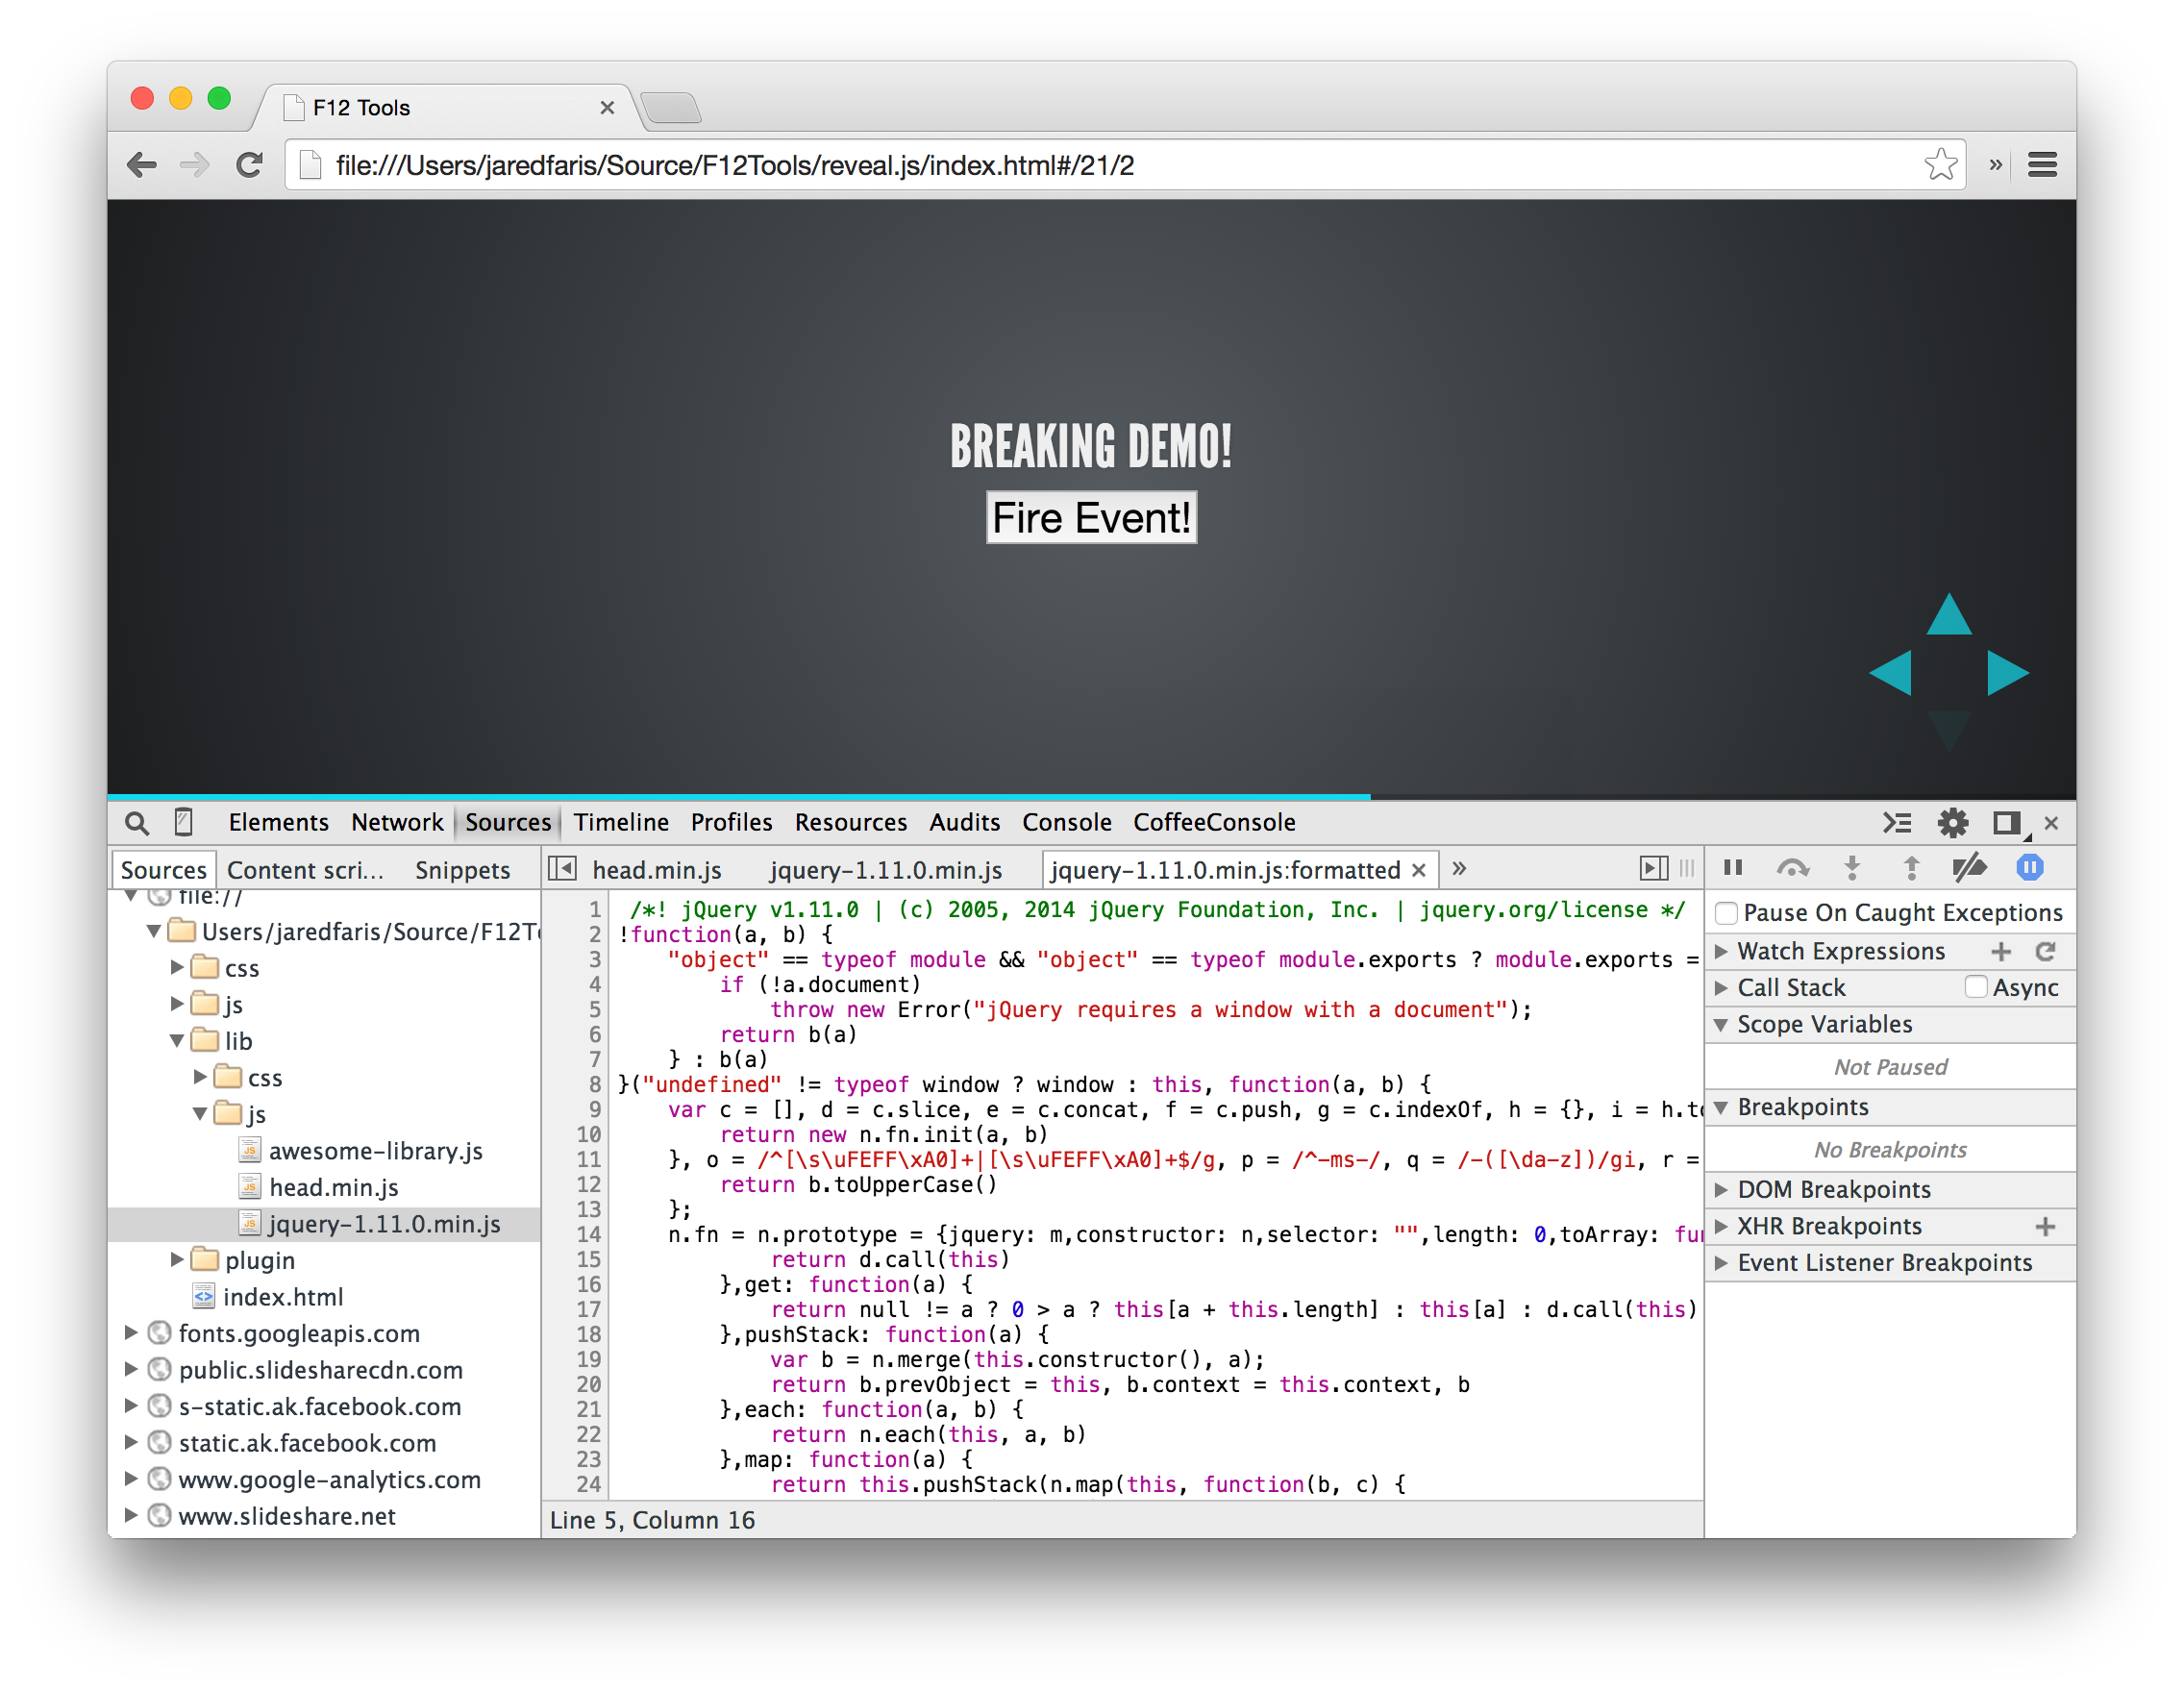 F12 Tools
file:///Users/jaredfaris/Source/F12Tools/reveal.js/index.html#/21/2
BREAKING DEMO!
Fire Event!
Elements Network Sources Timeline Profiles Resources Audits Console CoffeeConsole
Sources Content scri... Snippets
head.min.js jquery-1.11.0.min.js jquery-1.11.0.min.js:formatted
file://
Users/jaredfaris/Source/F12T
css
js
lib
css
js
awesome-library.js
head.min.js
jquery-1.11.0.min.js
plugin
index.html
fonts.googleapis.com
public.slidesharecdn.com
s-static.ak.facebook.com
static.ak.facebook.com
www.google-analytics.com
www.slideshare.net
1 /*! jQuery v1.11.0 | (c) 2005, 2014 jQuery Foundation, Inc. | jquery.org/license */
2 !function(a, b) {
3 "object" == typeof module && "object" == typeof module.exports ? module.exports =
4 if (!a.document)
5 throw new Error("jQuery requires a window with a document");
6 return b(a)
7 } : b(a)
8 }("undefined" != typeof window ? window : this, function(a, b) {
9 var c = [], d = c.slice, e = c.concat, f = c.push, g = c.indexOf, h = {}, i = h.to
10 return new n.fn.init(a, b)
11 }, o = /^[\s\uFEFF\xA0]+|[\s\uFEFF\xA0]+$/g, p = /^-ms-/, q = /-([\da-z])/gi, r =
12 return b.toUpperCase()
13 };
14 n.fn = n.prototype = {jquery: m,constructor: n,selector: "",length: 0,toArray: fu
15 return d.call(this)
16 },get: function(a) {
17 return null != a ? 0 > a ? this[a + this.length] : this[a] : d.call(this)
18 },pushStack: function(a) {
19 var b = n.merge(this.constructor(), a);
20 return b.prevObject = this, b.context = this.context, b
21 },each: function(a, b) {
22 return n.each(this, a, b)
23 },map: function(a) {
24 return this.pushStack(n.map(this, function(b, c) {
Line 5, Column 16
Pause On Caught Exceptions
Watch Expressions
Call Stack Async
Scope Variables
Not Paused
Breakpoints
No Breakpoints
DOM Breakpoints
XHR Breakpoints
Event Listener Breakpoints